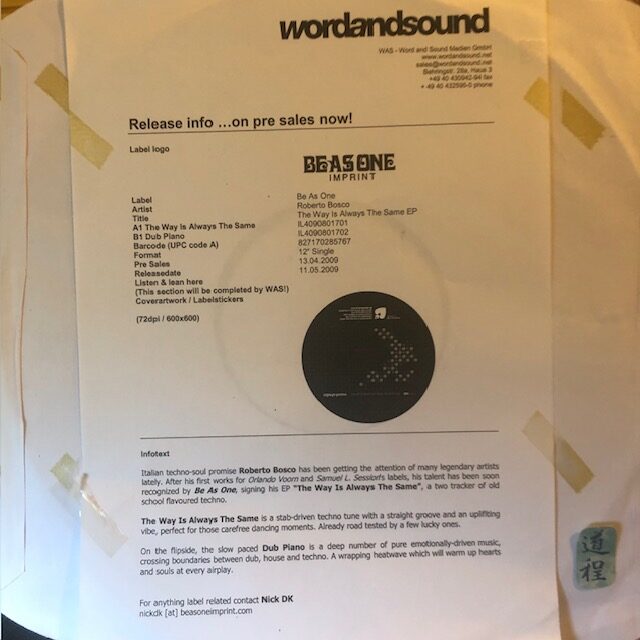 wordandsound
WAS - Word and Sound Medien GmbH
www.wordandsound.net
sales@wordandsound.net
28a, Haus 3
+49 40 430942-94l fax
+ 49 40 432590-0 phone
Release info ...on pre sales now!
Label logo
BE AS ONE
IMPRINT
Label Be As One
Artist Roberto Bosco
Title The Way Is Always The Same EP
A1 The Way Is Always The Same IL4090801701
B1 Dub Piano IL4090801702
Barcode (UPC code A) 827170285767
Format 12" Single
Pre Sales 13.04.2009
Releasedate 11.05.2009
Listen & lean here
(This section will be completed by WAS!)
Coverartwork / Labelstickers
(72dpi / 600x600)
Infotext
Italian techno-soul promise Roberto Bosco has been getting the attention of many legendary artists
lately. After his first works for Orlando Voorn and Samuel L. Session's labels, his talent has been soon
recognized by Be As One, signing his EP "The Way Is Always The Same", a two tracker of old
school flavoured techno.
The Way Is Always The Same is a stab-driven techno tune with a straight groove and an uplifiting
vibe, perfect for those carefree dancing moments. Already road tested by a few lucky ones.
On the flipside, the slow paced Dub Piano is a deep number of pure emotionally-driven music,
crossing boundaries between dub, house and techno. A wrapping heatwave which will warm up hearts
and souls at every airplay.
For anything label related contact Nick DK
nickdk [at] beasoneimprint.com
道
程